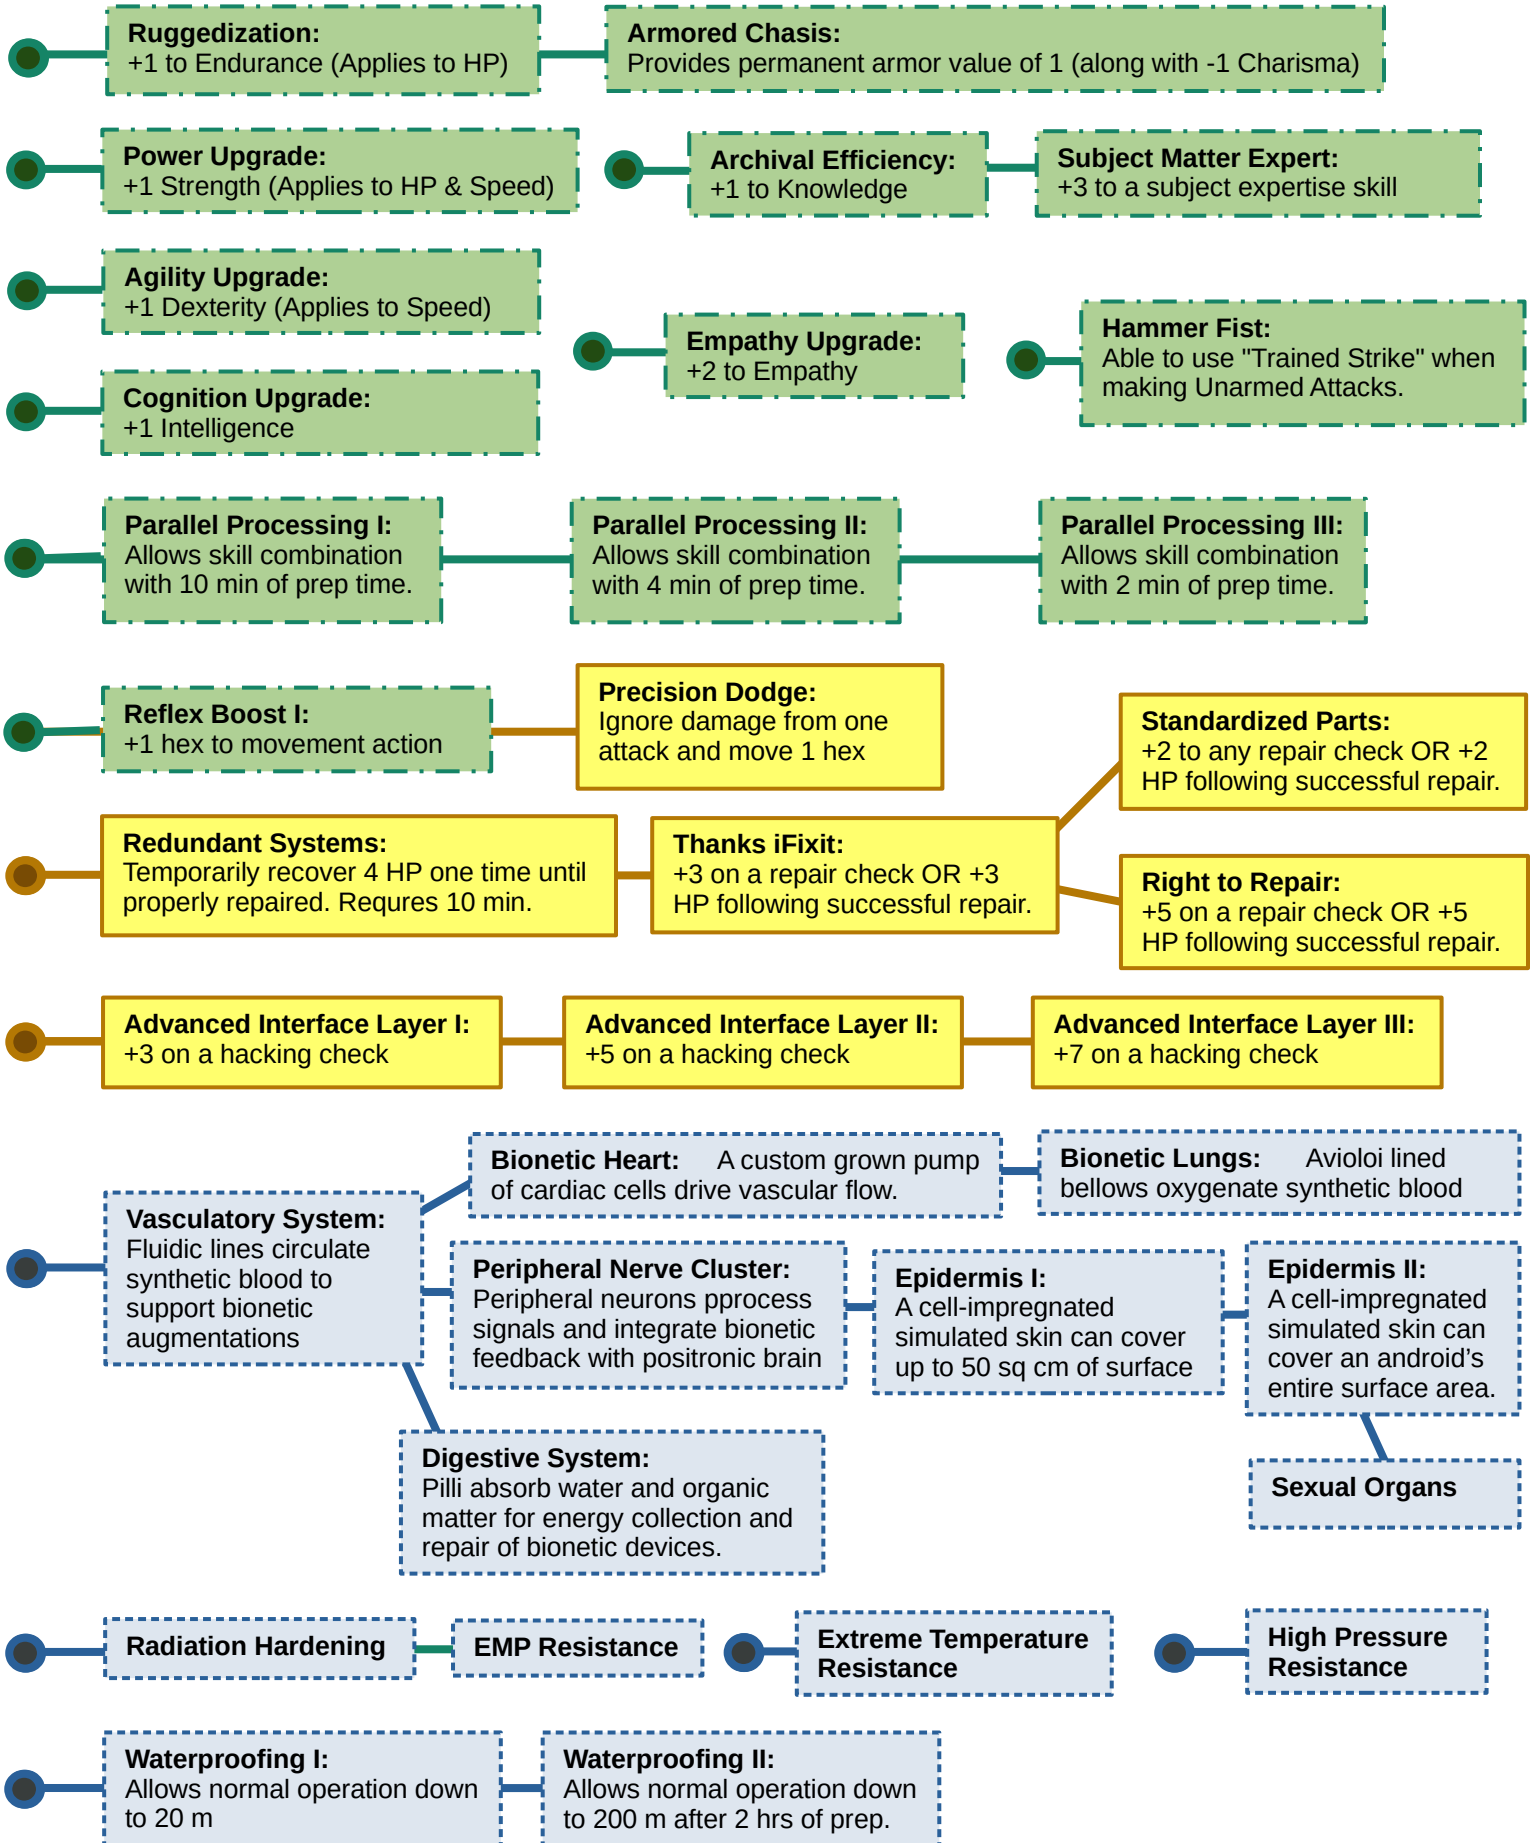 Ruggedization:
+1 to Endurance (Applies to HP)
Armored Chasis:
Provides permanent armor value of 1 (along with -1 Charisma)
Power Upgrade:
+1 Strength (Applies to HP & Speed)
Archival Efficiency:
+1 to Knowledge
Subject Matter Expert:
+3 to a subject expertise skill
Agility Upgrade:
+1 Dexterity (Applies to Speed)
Empathy Upgrade:
+2 to Empathy
Hammer Fist:
Able to use "Trained Strike" when
making Unarmed Attacks.
Cognition Upgrade:
+1 Intelligence
Parallel Processing I:
Allows skill combination
with 10 min of prep time.
Parallel Processing II:
Allows skill combination
with 4 min of prep time.
Parallel Processing III:
Allows skill combination
with 2 min of prep time.
Reflex Boost I:
+1 hex to movement action
Precision Dodge:
Ignore damage from one
attack and move 1 hex
Standardized Parts:
+2 to any repair check OR +2
HP following successful repair.
Redundant Systems:
Temporarily recover 4 HP one time until
properly repaired. Requres 10 min.
Thanks iFixit:
+3 on a repair check OR +3
HP following successful repair.
Right to Repair:
+5 on a repair check OR +5
HP following successful repair.
Advanced Interface Layer I:
+3 on a hacking check
Advanced Interface Layer II:
+5 on a hacking check
Advanced Interface Layer III:
+7 on a hacking check
Vasculatory System:
Fluidic lines circulate
synthetic blood to
support bionetic
augmentations
Bionetic Heart: A custom grown pump
of cardiac cells drive vascular flow.
Bionetic Lungs: Avioloi lined
bellows oxygenate synthetic blood
Peripheral Nerve Cluster:
Peripheral neurons pprocess
signals and integrate bionetic
feedback with positronic brain
Epidermis I:
A cell-impregnated
simulated skin can cover
up to 50 sq cm of surface
Epidermis II:
A cell-impregnated
simulated skin can
cover an android’s
entire surface area.
Digestive System:
Pilli absorb water and organic
matter for energy collection and
repair of bionetic devices.
Sexual Organs
Radiation Hardening
EMP Resistance
Extreme Temperature
Resistance
High Pressure
Resistance
Waterproofing I:
Allows normal operation down
to 20 m
Waterproofing II:
Allows normal operation down
to 200 m after 2 hrs of prep.